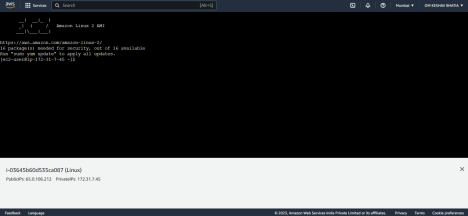 aws Services Search [Alt+S] Mumbai OM KRISHNA BHATIA
Amazon Linux 2 AMI
https://aws.amazon.com/amazon-linux-2/
16 package(s) needed for security, out of 16 available
Run "sudo yum update" to apply all updates.
[ec2-user@ip-172-31-7-45 ~]$
i-03645b60d535ca087 (Linux)
PublicIPs: 65.0.106.212 PrivateIPs: 172.31.7.45
Feedback Language © 2023, Amazon Web Services India Private Limited or its affiliates. Privacy Terms Cookie preferences